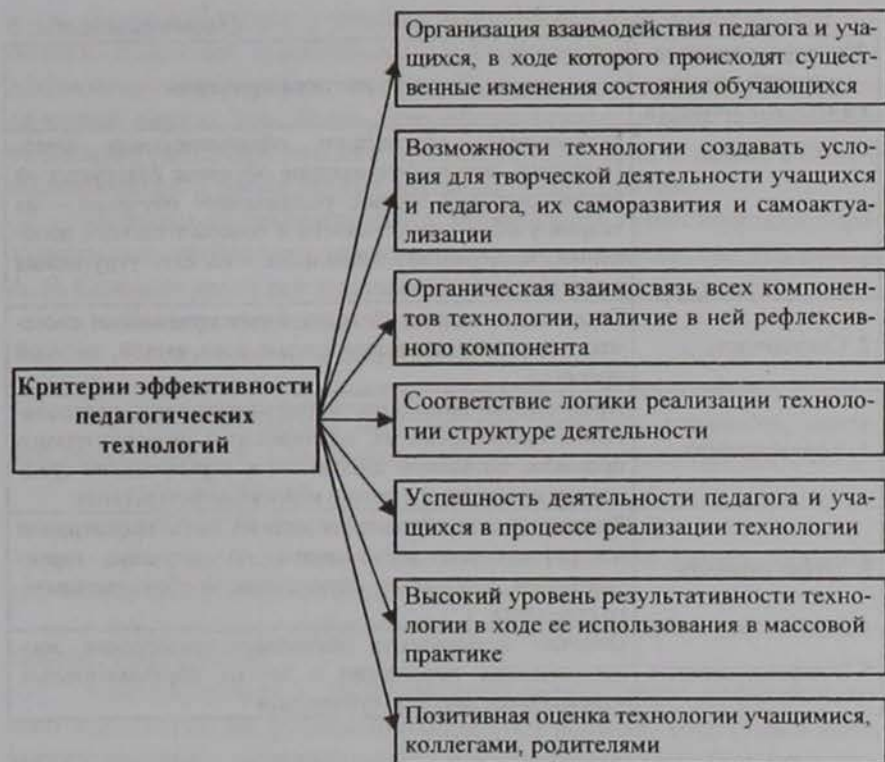 Организация взаимодействия педагога и уча-
щихся, в ходе которого происходят сущест-
венные изменения состояния обучающихся
Возможности технологии создавать усло-
вия для творческой деятельности учащихся
и педагога, их саморазвития и самоактуа-
лизации
Органическая взаимосвязь всех компонен-
тов технологии, наличие в ней рефлексив-
ного компонента
Критерии эффективности
педагогических
технологий
Соответствие логики реализации техноло-
гии структуре деятельности
Успешность деятельности педагога и уча-
щихся в процессе реализации технологии
Высокий уровень результативности техно-
логии в ходе ее использования в массовой
практике
Позитивная оценка технологии учащимися,
коллегами, родителями